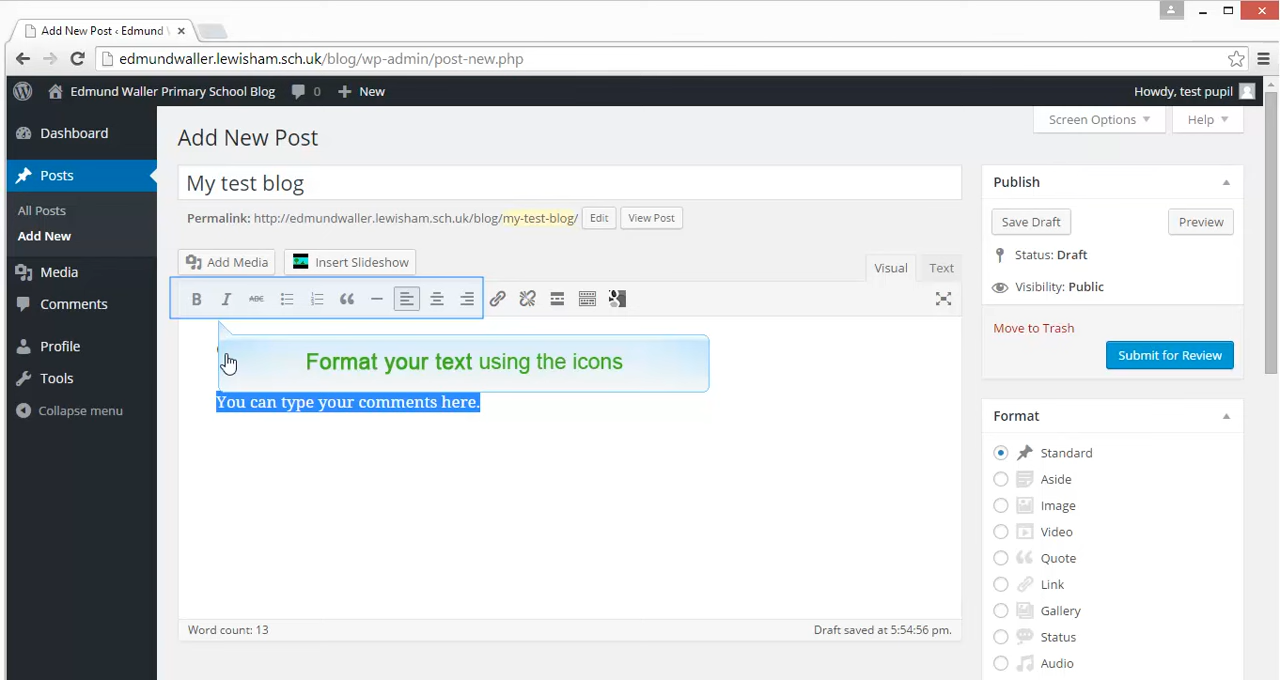 Add New Post ‹ Edmund
edmundwaller.lewisham.sch.uk/blog/wp-admin/post-new.php
Edmund Waller Primary School Blog 0 New Howdy, test pupil
Screen Options Help
Dashboard
Posts
All Posts
Add New
Media
Comments
Profile
Tools
Collapse menu
Add New Post
My test blog
Permalink: http://edmundwaller.lewisham.sch.uk/blog/my-test-blog/ Edit View Post
Add Media Insert Slideshow
Visual Text
B I ABC
Format your text using the icons
You can type your comments here.
Word count: 13 Draft saved at 5:54:56 pm.
Publish
Save Draft Preview
Status: Draft
Visibility: Public
Move to Trash
Submit for Review
Format
Standard
Aside
Image
Video
Quote
Link
Gallery
Status
Audio